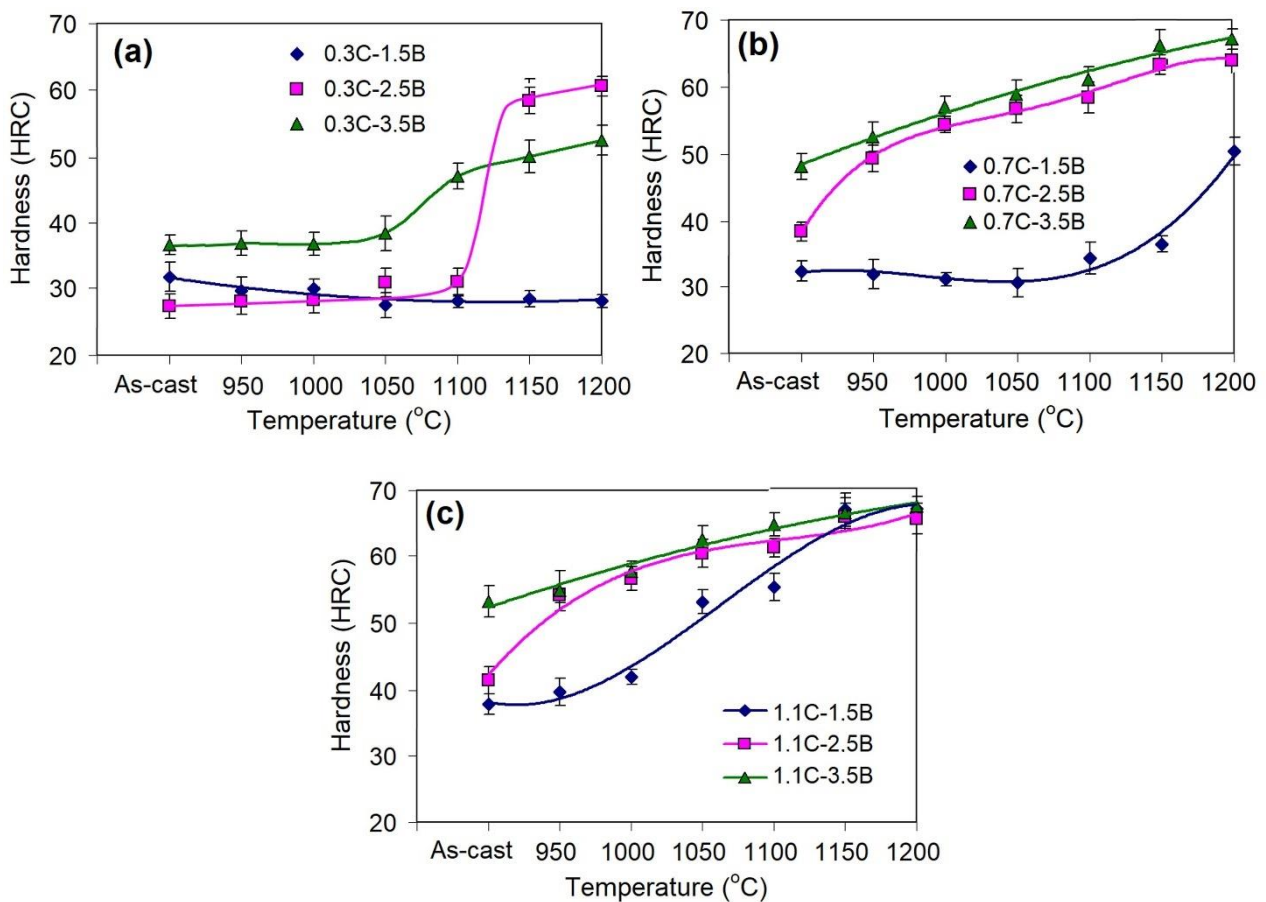 (a)
0.3C-1.5B
0.3C-2.5B
0.3C-3.5B
Hardness (HRC)
70
60
50
40
30
20
As-cast 950 1000 1050 1100 1150 1200
Temperature (°C)
(b)
0.7C-1.5B
0.7C-2.5B
0.7C-3.5B
Hardness (HRC)
70
60
50
40
30
20
As-cast 950 1000 1050 1100 1150 1200
Temperature (°C)
(c)
1.1C-1.5B
1.1C-2.5B
1.1C-3.5B
Hardness (HRC)
70
60
50
40
30
20
As-cast 950 1000 1050 1100 1150 1200
Temperature (°C)